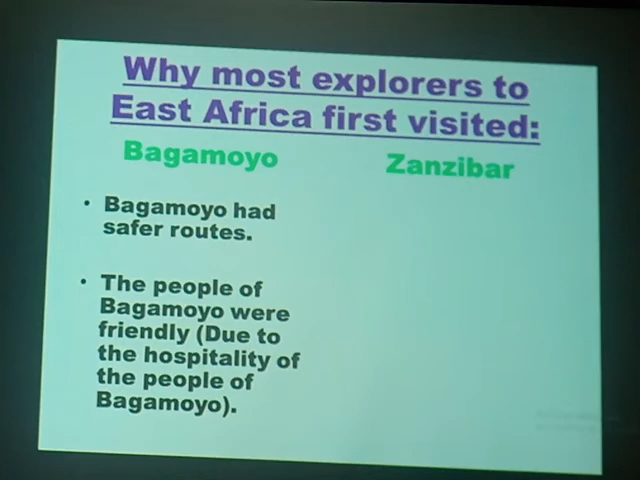 Why most explorers to
East Africa first visited:
Bagamoyo
Zanzibar
• Bagamoyo had
safer routes.
• The people of
Bagamoyo were
friendly (Due to
the hospitality of
the people of
Bagamoyo).